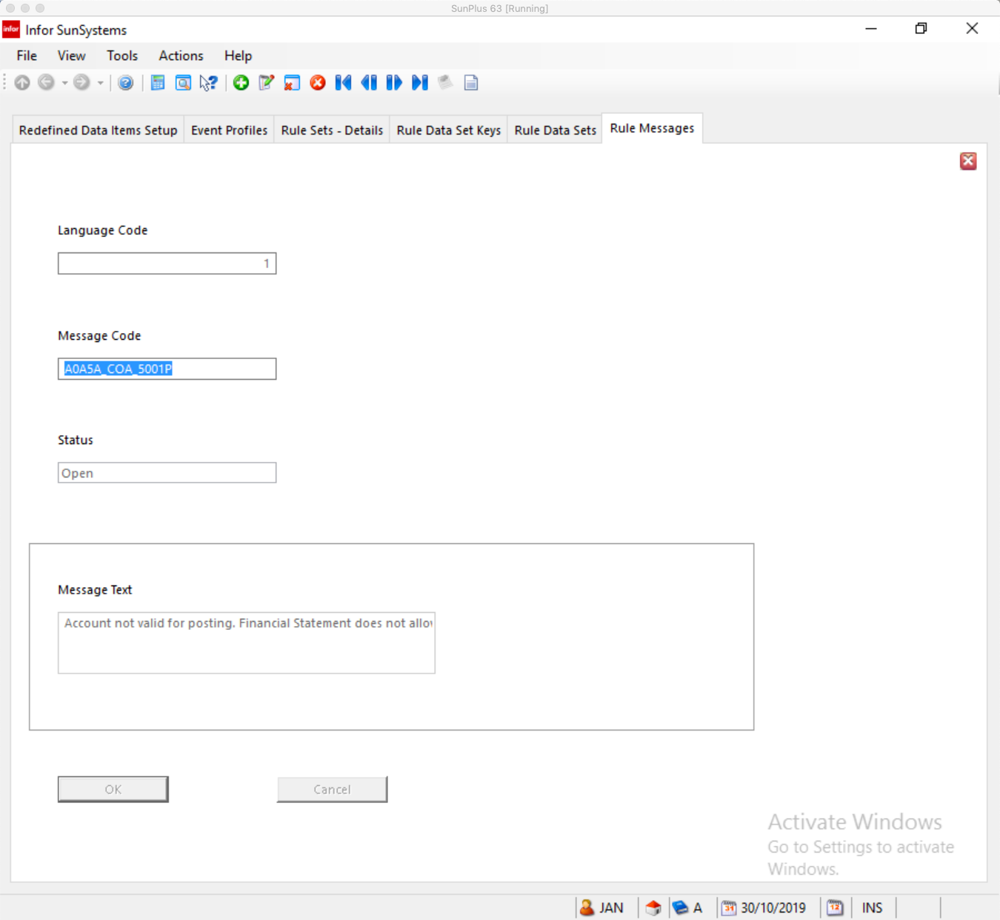 SunPlus 63 [Running]
infor Infor SunSystems
File View Tools Actions Help
Redefined Data Items Setup Event Profiles Rule Sets - Details Rule Data Set Keys Rule Data Sets Rule Messages
Language Code
1
Message Code
A0A5A_COA_5001P
Status
Open
Message Text
Account not valid for posting. Financial Statement does not allo
OK Cancel
Activate Windows
Go to Settings to activate
Windows.
JAN A 31 30/10/2019 12 INS